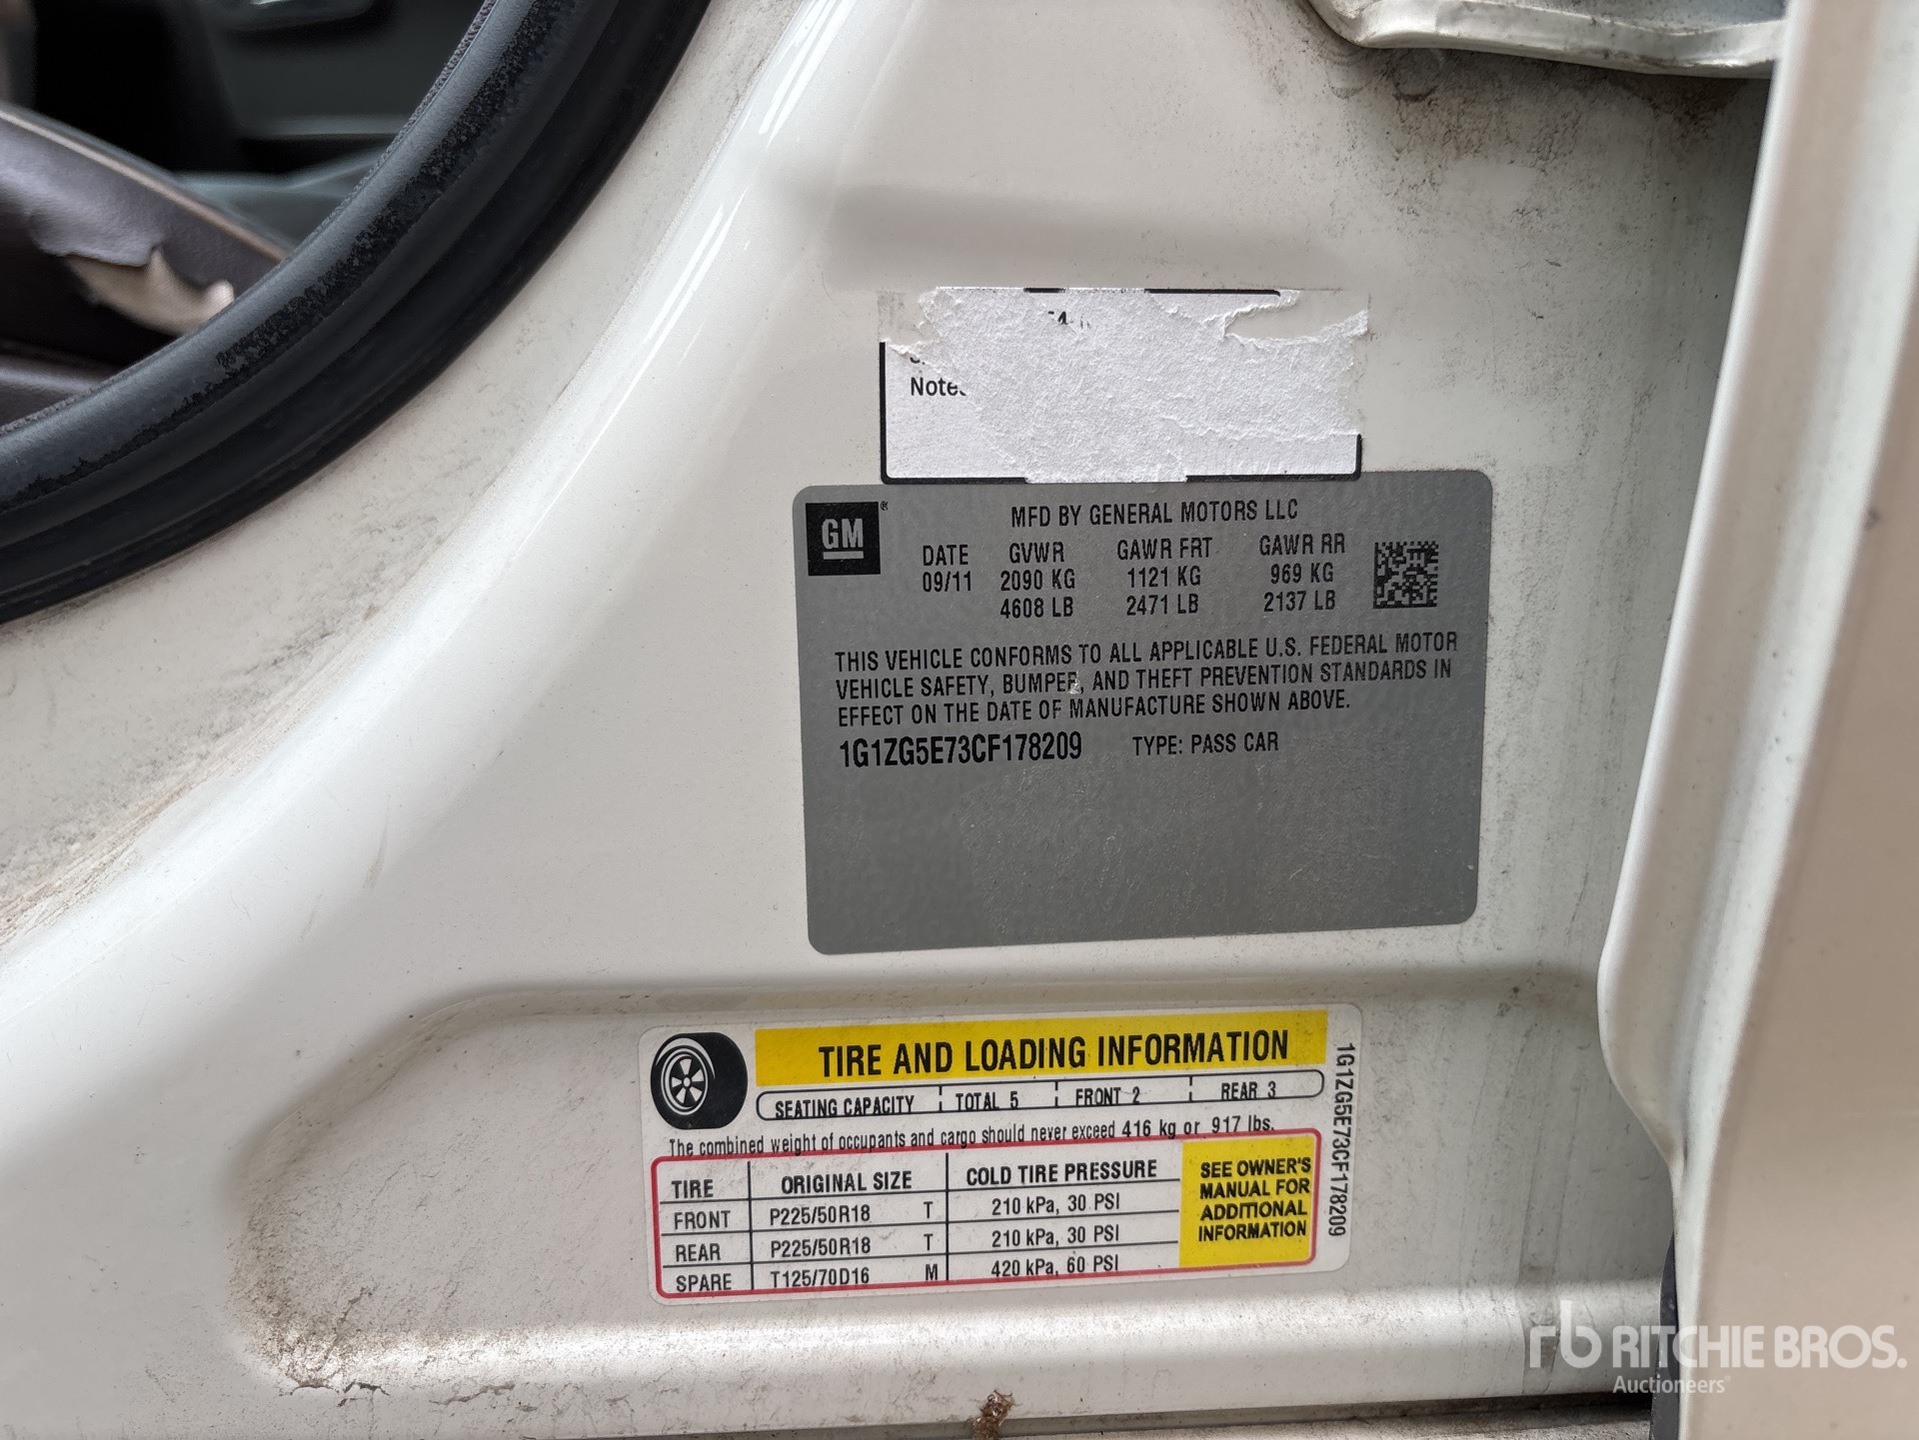 Note
GM
MFD BY GENERAL MOTORS LLC
DATE GVWR GAWR FRT GAWR RR
09/11 2090 KG 1121 KG 969 KG
4608 LB 2471 LB 2137 LB
THIS VEHICLE CONFORMS TO ALL APPLICABLE U.S. FEDERAL MOTOR
VEHICLE SAFETY, BUMPER, AND THEFT PREVENTION STANDARDS IN
EFFECT ON THE DATE OF MANUFACTURE SHOWN ABOVE.
1G1ZG5E73CF178209 TYPE: PASS CAR
TIRE AND LOADING INFORMATION
SEATING CAPACITY TOTAL 5 FRONT 2 REAR 3
The combined weight of occupants and cargo should never exceed 416 kg or 917 lbs.
TIRE ORIGINAL SIZE COLD TIRE PRESSURE
FRONT P225/50R18 T 210 kPa, 30 PSI
REAR P225/50R18 T 210 kPa, 30 PSI
SPARE T125/70D16 M 420 kPa, 60 PSI
SEE OWNER'S
MANUAL FOR
ADDITIONAL
INFORMATION
1G1ZG5E73CF178209
rb RITCHIE BROS.
Auctioneers